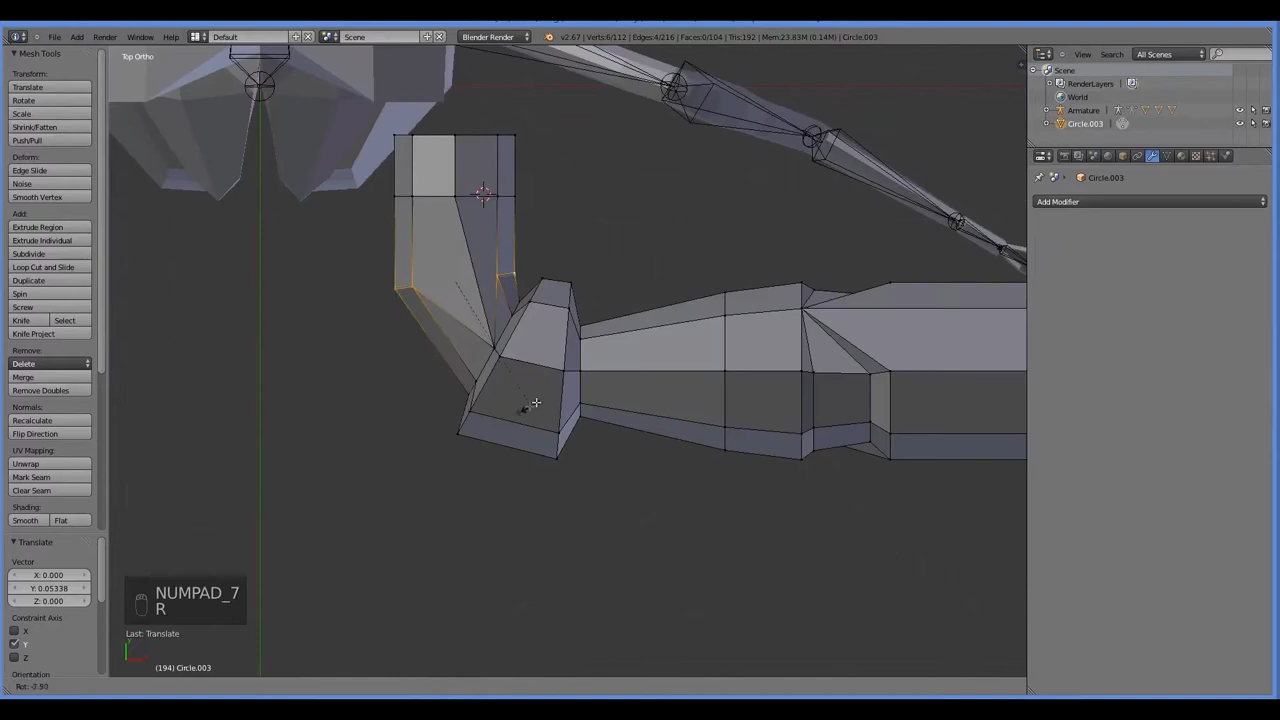 File Add Render Window Help Default Scene Blender Render v2.67 | Verts:6/112 | Edges:4/216 | Faces:0/104 | Tris:192 | Mem:23.83M (0.14M) | Circle.003
Mesh Tools
Top Ortho
View Search All Scenes
Transform:
Translate
Rotate
Scale
Shrink/Fatten
Push/Pull
Deform:
Edge Slide
Noise
Smooth Vertex
Add:
Extrude Region
Extrude Individual
Subdivide
Loop Cut and Slide
Duplicate
Spin
Screw
Knife Select
Knife Project
Remove:
Delete
Merge
Remove Doubles
Normals:
Recalculate
Flip Direction
UV Mapping:
Unwrap
Mark Seam
Clear Seam
Shading:
Smooth Flat
Translate
Vector
X: 0.000
Y: 0.05338
Z: 0.000
Constraint Axis
X
Y
Z
Orientation
Rot: -3.90
NUMPAD_7
R
Last: Translate
(194) Circle.003
Scene
RenderLayers
World
Armature
Circle.003
Circle.003
Add Modifier